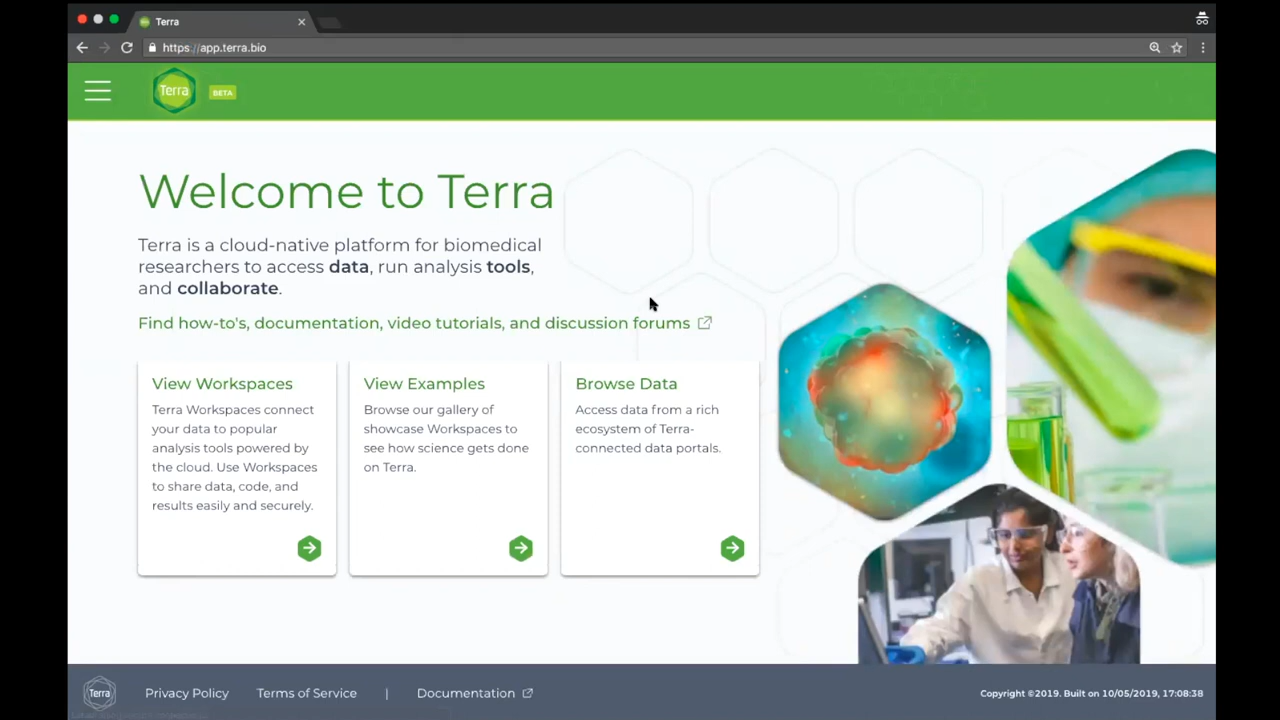 Terra
https://app.terra.bio
Terra
BETA
Welcome to Terra
Terra is a cloud-native platform for biomedical
researchers to access data, run analysis tools,
and collaborate.
Find how-to's, documentation, video tutorials, and discussion forums
View Workspaces
Terra Workspaces connect
your data to popular
analysis tools powered by
the cloud. Use Workspaces
to share data, code, and
results easily and securely.
View Examples
Browse our gallery of
showcase Workspaces to
see how science gets done
on Terra.
Browse Data
Access data from a rich
ecosystem of Terra-
connected data portals.
Terra
Privacy Policy
Terms of Service
|
Documentation
Copyright ©2019. Built on 10/05/2019, 17:08:38